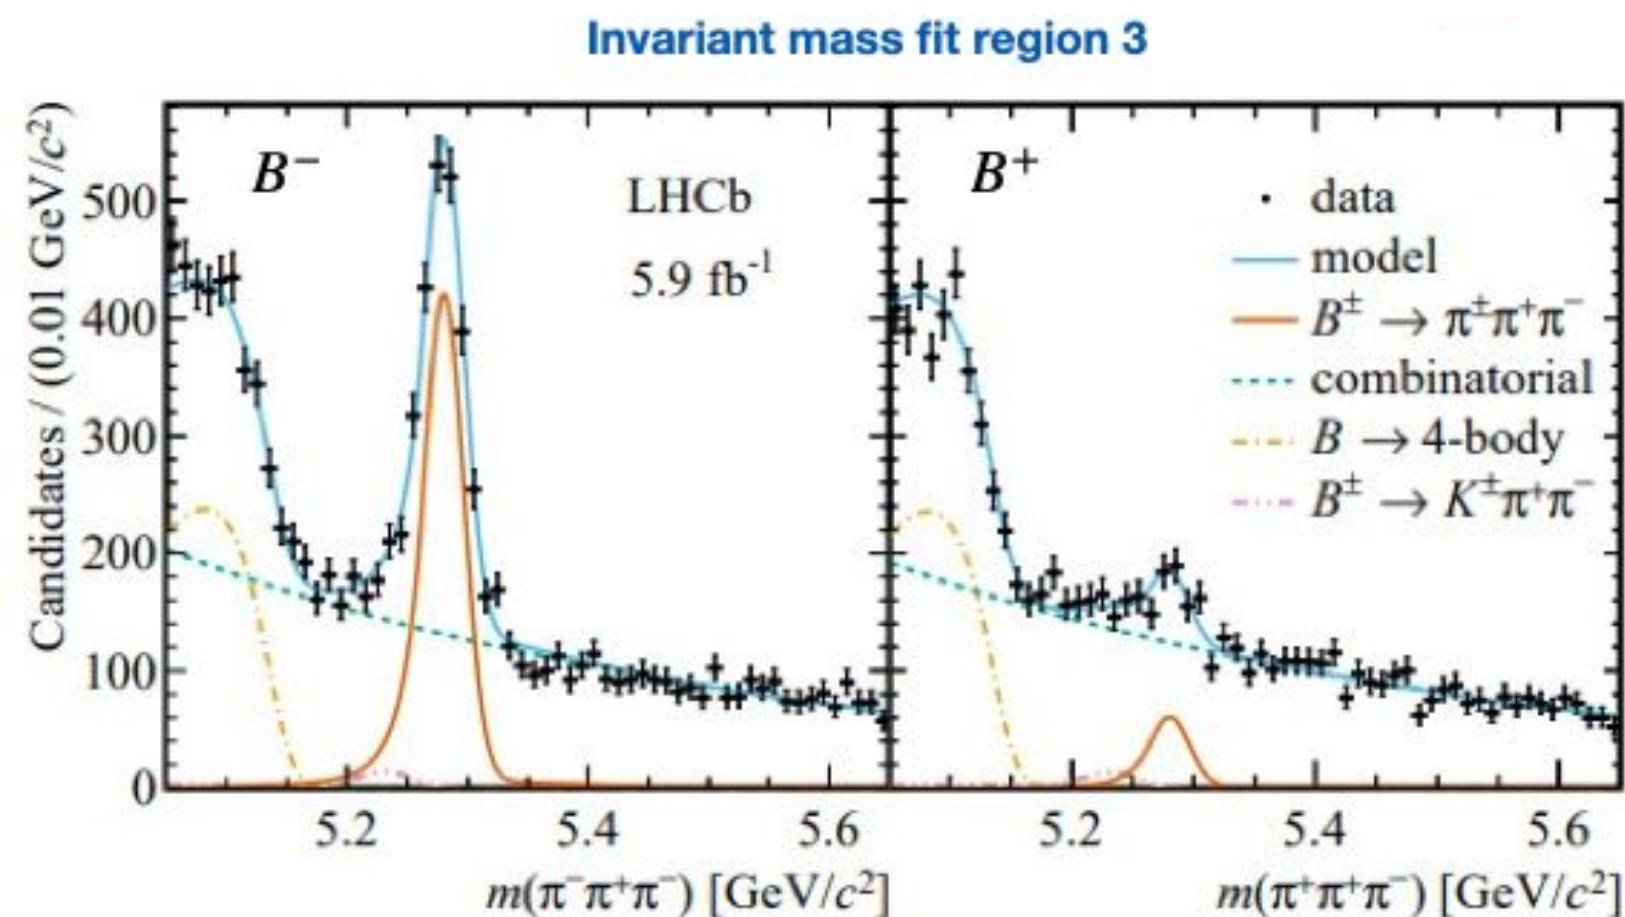 Invariant mass fit region 3
Candidates / (0.01 GeV/c²)
500
400
300
200
100
0
B⁻
LHCb
5.9 fb⁻¹
5.2
5.4
5.6
m(π⁻π⁺π⁻) [GeV/c²]
B⁺
data
model
B± → π±π⁺π⁻
combinatorial
B → 4-body
B± → K±π⁺π⁻
5.2
5.4
5.6
m(π⁺π⁺π⁻) [GeV/c²]